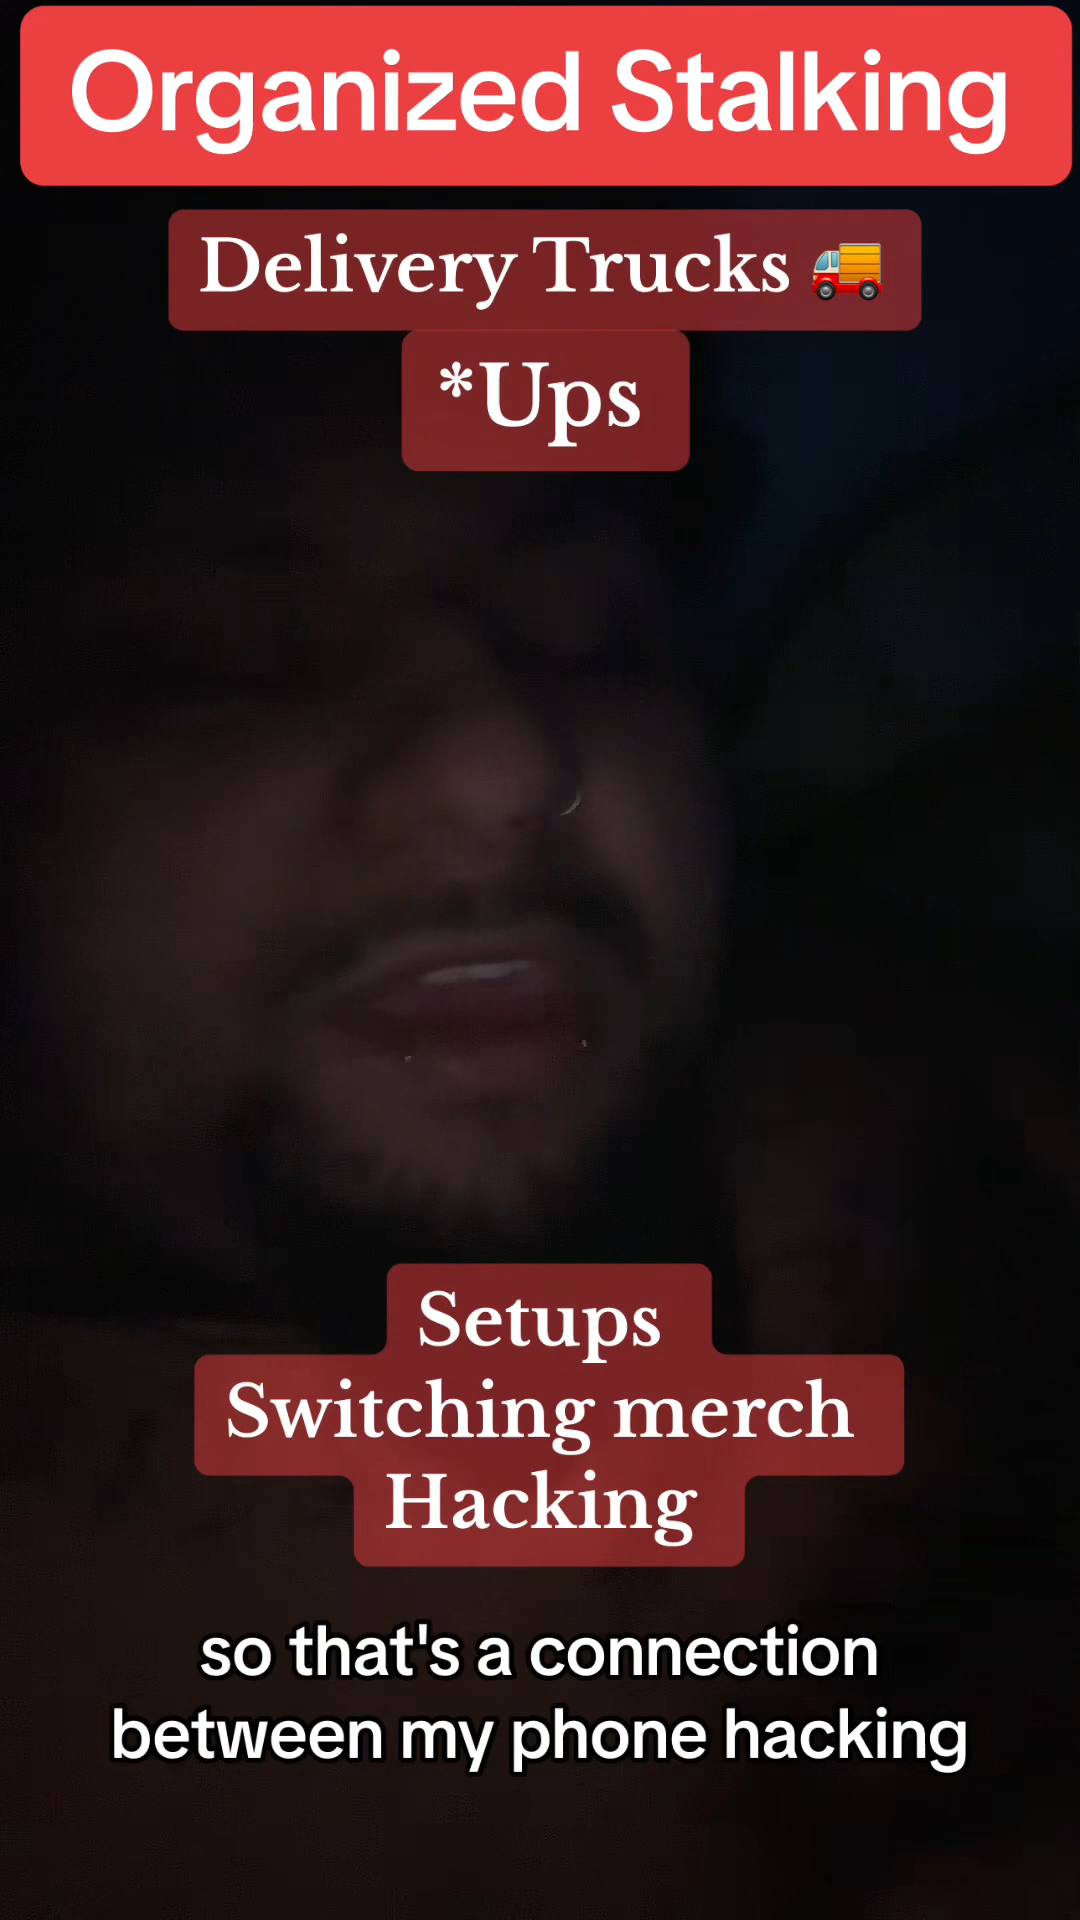 Organized Stalking
Delivery Trucks 🚚
*Ups
Setups
Switching merch
Hacking
so that's a connection
between my phone hacking